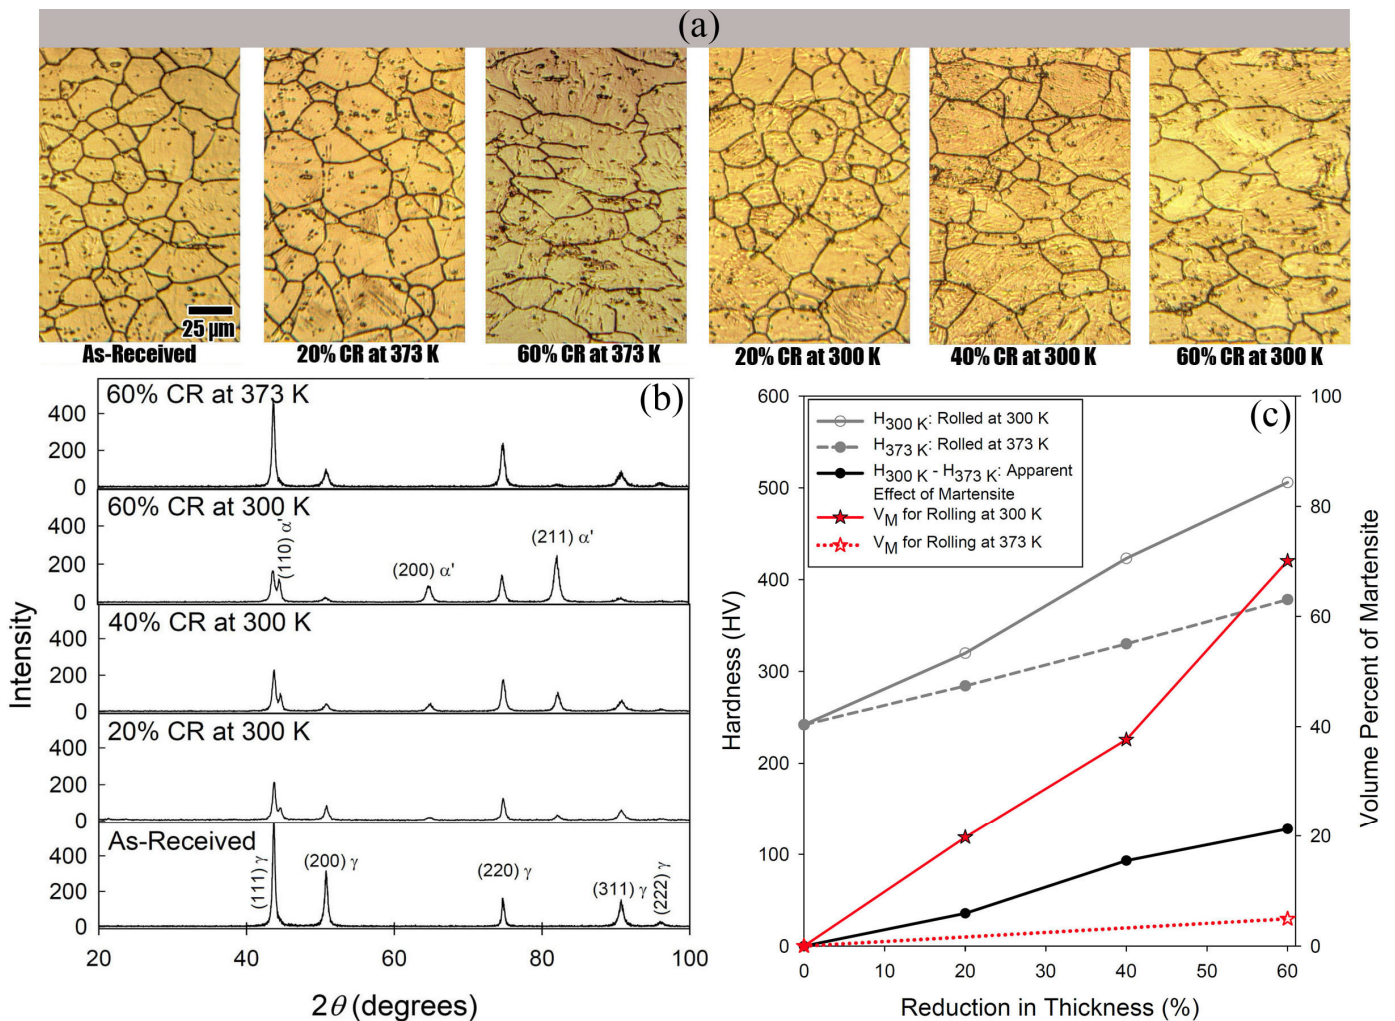 (a)
25 µm
As-Received
20% CR at 373 K
60% CR at 373 K
20% CR at 300 K
40% CR at 300 K
60% CR at 300 K
(b)
60% CR at 373 K
400
200
0
60% CR at 300 K
(110) α'
(200) α'
(211) α'
400
200
0
40% CR at 300 K
400
200
0
20% CR at 300 K
400
200
0
As-Received
(111) γ
(200) γ
(220) γ
(311) γ
(222) γ
400
200
0
20
40
60
80
100
Intensity
2θ (degrees)
(c)
H300 K: Rolled at 300 K
H373 K: Rolled at 373 K
H300 K - H373 K: Apparent
Effect of Martensite
VM for Rolling at 300 K
VM for Rolling at 373 K
600
500
400
300
200
100
0
Hardness (HV)
100
80
60
40
20
0
Volume Percent of Martensite
0
10
20
30
40
50
60
Reduction in Thickness (%)